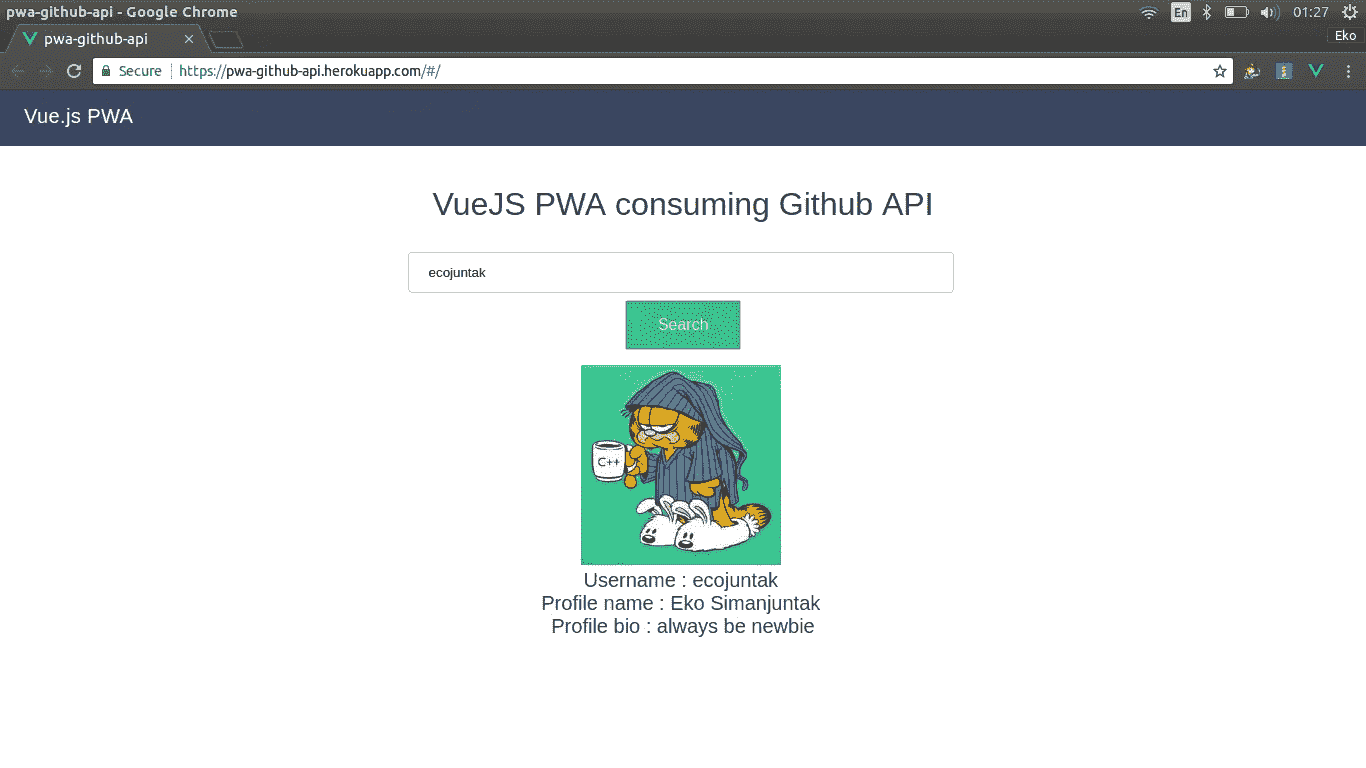 pwa-github-api - Google Chrome
En
01:27
pwa-github-api
Eko
Secure
https://pwa-github-api.herokuapp.com/#/
Vue.js PWA
VueJS PWA consuming Github API
ecojuntak
Search
C++
Username : ecojuntak
Profile name : Eko Simanjuntak
Profile bio : always be newbie